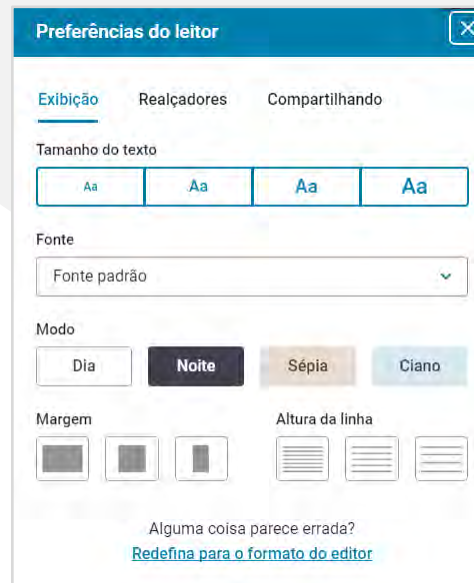 Preferências do leitor
Exibição Realçadores Compartilhando
Tamanho do texto
Aa Aa Aa Aa
Fonte
Fonte padrão
Modo
Dia Noite Sépia Ciano
Margem Altura da linha
Alguma coisa parece errada?
Redefina para o formato do editor